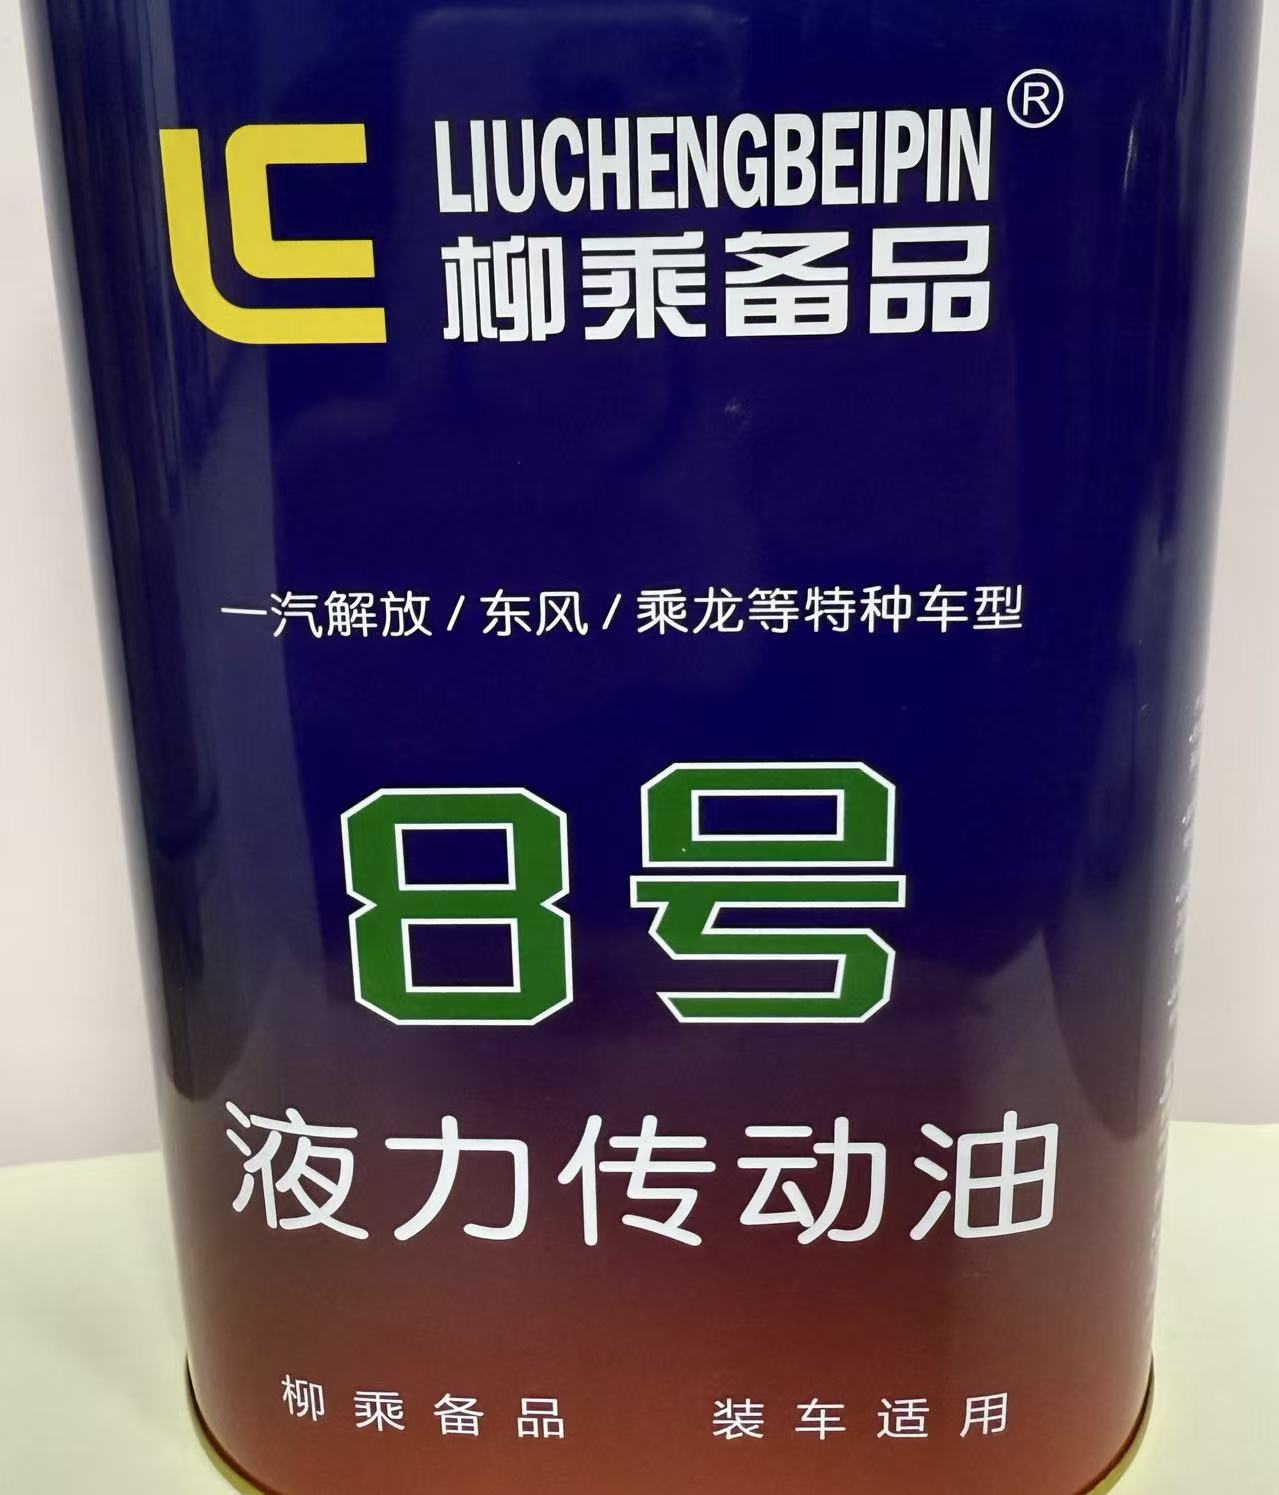 LIUCHENGBEIPIN®
柳乘备品
一汽解放/东风/乘龙等特种车型
8号
液力传动油
柳乘备品 装车适用